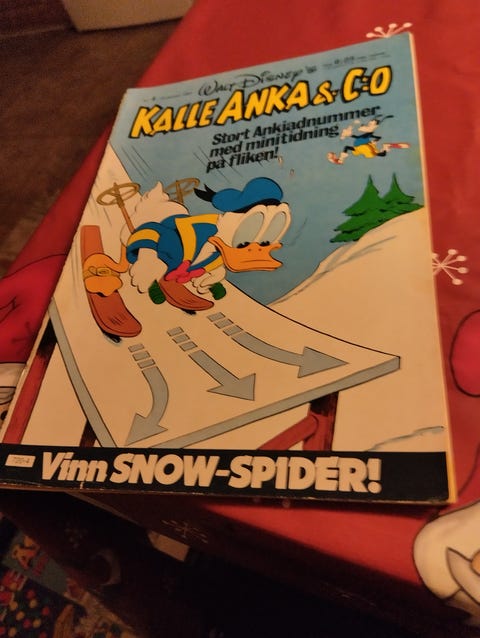 WALT DISNEY'S
KALLE ANKA & C:O
Stort Ankiadnummer
med minitidning
på fliken!
Vinn SNOW-SPIDER!